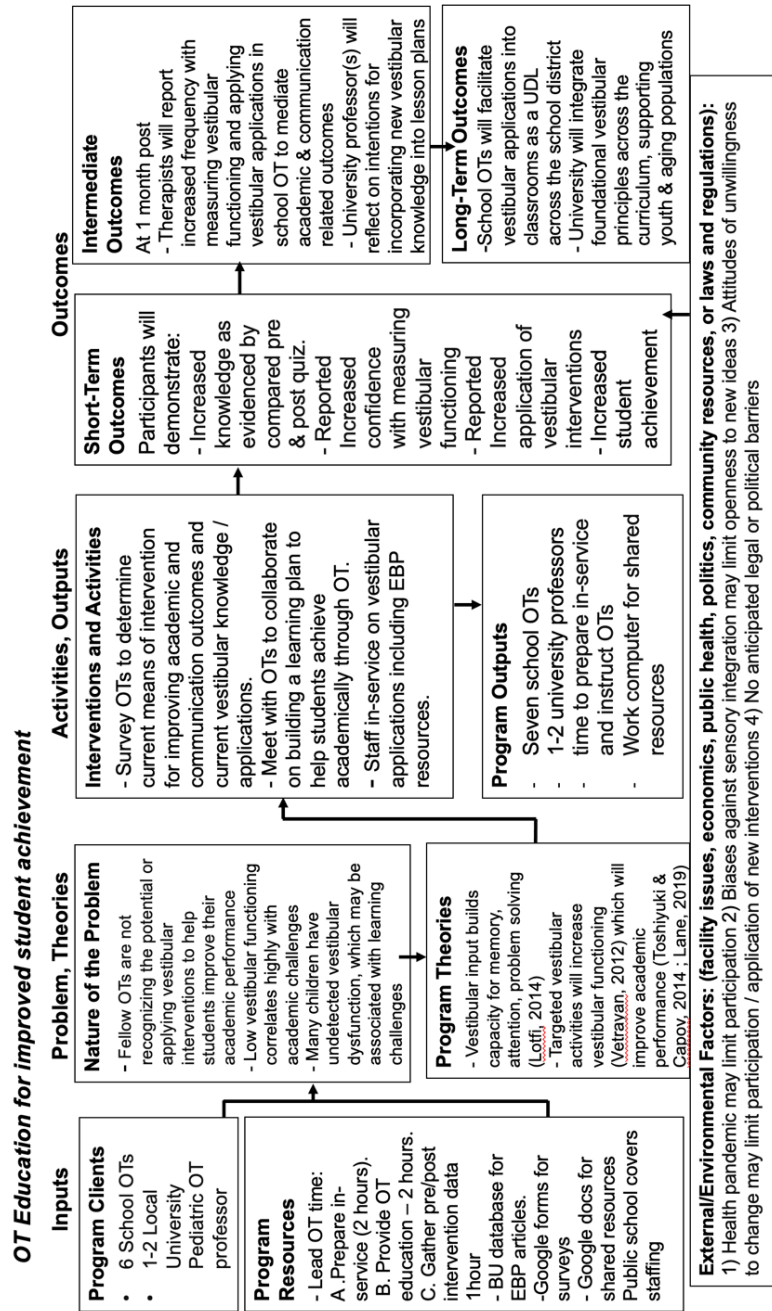 OT Education for improved student achievement
Inputs
Program Clients
• 6 School OTs
• 1-2 Local
University
Pediatric OT
professor
Program
Resources
- Lead OT time:
A .Prepare in-
service (2 hours).
B. Provide OT
education – 2 hours.
C. Gather pre/post
intervention data
1hour
- BU database for
EBP articles.
-Google forms for
surveys
- Google docs for
shared resources
Public school covers
staffing
Problem, Theories
Nature of the Problem
- Fellow OTs are not
recognizing the potential or
applying vestibular
interventions to help
students improve their
academic performance
- Low vestibular functioning
correlates highly with
academic challenges
- Many children have
undetected vestibular
dysfunction, which may be
associated with learning
challenges
Program Theories
- Vestibular input builds
capacity for memory,
attention, problem solving
(Lotfi, 2014)
- Targeted vestibular
activities will increase
vestibular functioning
(Vetravan, 2012) which will
improve academic
performance (Toshiyuki &
Capov, 2014 ; Lane, 2019)
Activities, Outputs
Interventions and Activities
- Survey OTs to determine
current means of intervention
for improving academic and
communication outcomes and
current vestibular knowledge /
applications.
- Meet with OTs to collaborate
on building a learning plan to
help students achieve
academically through OT.
- Staff in-service on vestibular
applications including EBP
resources.
Program Outputs
- Seven school OTs
- 1-2 university professors
- time to prepare in-service
and instruct OTs
- Work computer for shared
resources
Outcomes
Short-Term
Outcomes
Participants will
demonstrate:
- Increased
knowledge as
evidenced by
compared pre
& post quiz.
- Reported
Increased
confidence
with measuring
vestibular
functioning
- Reported
Increased
application of
vestibular
interventions
- Increased
student
achievement
Intermediate
Outcomes
At 1 month post
- Therapists will report
increased frequency with
measuring vestibular
functioning and applying
vestibular applications in
school OT to mediate
academic & communication
related outcomes
- University professor(s) will
reflect on intentions for
incorporating new vestibular
knowledge into lesson plans
Long-Term Outcomes
-School OTs will facilitate
vestibular applications into
classrooms as a UDL
across the school district
- University will integrate
foundational vestibular
principles across the
curriculum, supporting
youth & aging populations
External/Environmental Factors: (facility issues, economics, public health, politics, community resources, or laws and regulations):
1) Health pandemic may limit participation 2) Biases against sensory integration may limit openness to new ideas 3) Attitudes of unwillingness
to change may limit participation / application of new interventions 4) No anticipated legal or political barriers